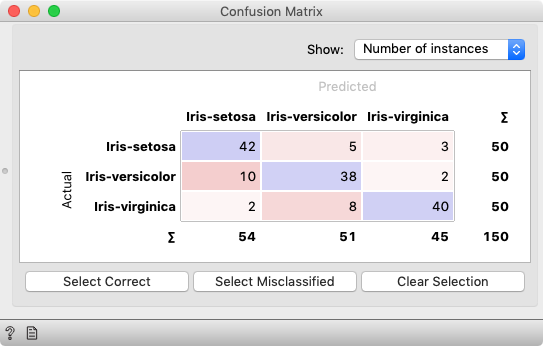 Confusion Matrix
Show: Number of instances
Predicted
Iris-setosa Iris-versicolor Iris-virginica Σ
Iris-setosa 42 5 3 50
Actual
Iris-versicolor 10 38 2 50
Iris-virginica 2 8 40 50
Σ 54 51 45 150
Select Correct Select Misclassified Clear Selection
?